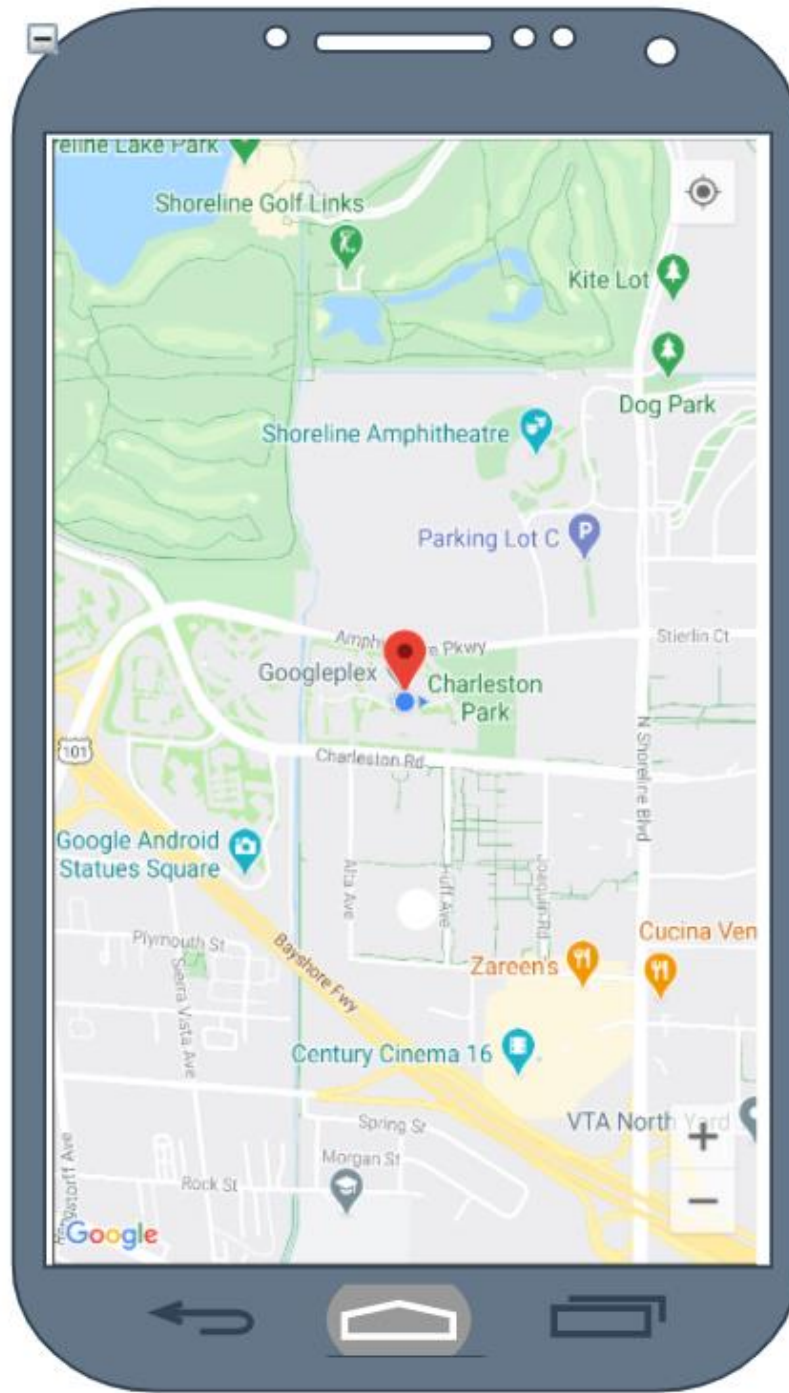 reline Lake Park
Shoreline Golf Links
Kite Lot
Dog Park
Shoreline Amphitheatre
Parking Lot C
P
Stierlin Ct
Pkwy
Googleplex
Charleston
Park
N Shoreline Blvd
101
Charleston Rd
Google Android
Statues Square
Alta Ave
Huff Ave
Joaquin Rd
Plymouth St
Sierra Vista Ave
Bayshore Fwy
Cucina Ven
Zareen's
Century Cinema 16
VTA North Yard
Spring St
Morgan St
Rock St
Google